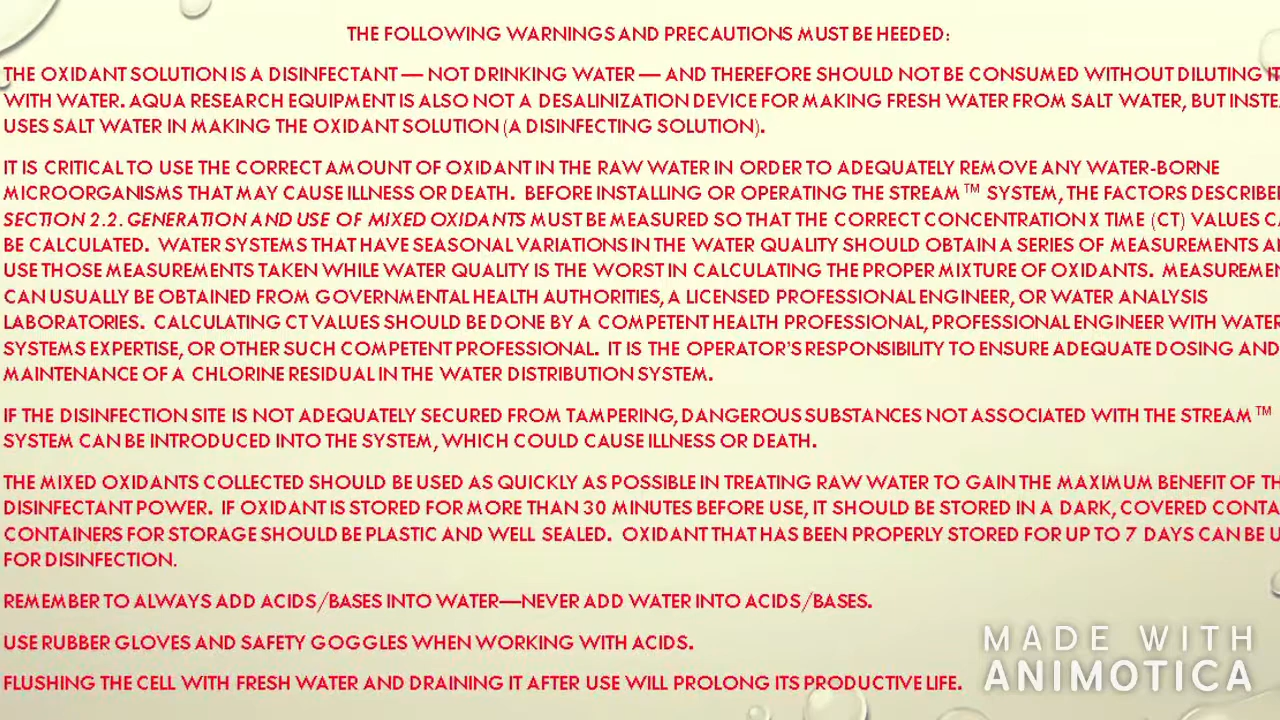 THE FOLLOWING WARNINGS AND PRECAUTIONS MUST BE HEEDED:
THE OXIDANT SOLUTION IS A DISINFECTANT — NOT DRINKING WATER — AND THEREFORE SHOULD NOT BE CONSUMED WITHOUT DILUTING IT
WITH WATER. AQUA RESEARCH EQUIPMENT IS ALSO NOT A DESALINIZATION DEVICE FOR MAKING FRESH WATER FROM SALT WATER, BUT
USES SALT WATER IN MAKING THE OXIDANT SOLUTION (A DISINFECTING SOLUTION).
IT IS CRITICAL TO USE THE CORRECT AMOUNT OF OXIDANT IN THE RAW WATER IN ORDER TO ADEQUATELY REMOVE ANY WATER-BORNE
MICROORGANISMS THAT MAY CAUSE ILLNESS OR DEATH. BEFORE INSTALLING OR OPERATING THE STREAM™ SYSTEM, THE FACTORS
SECTION 2.2. GENERATION AND USE OF MIXED OXIDANTS MUST BE MEASURED SO THAT THE CORRECT CONCENTRATION X TIME (CT) VALUES
BE CALCULATED. WATER SYSTEMS THAT HAVE SEASONAL VARIATIONS IN THE WATER QUALITY SHOULD OBTAIN A SERIES OF MEASUREMENTS
USE THOSE MEASUREMENTS TAKEN WHILE WATER QUALITY IS THE WORST IN CALCULATING THE PROPER MIXTURE OF OXIDANTS.
CAN USUALLY BE OBTAINED FROM GOVERNMENTAL HEALTH AUTHORITIES, A LICENSED PROFESSIONAL ENGINEER, OR WATER ANALYSIS
LABORATORIES. CALCULATING CT VALUES SHOULD BE DONE BY A COMPETENT HEALTH PROFESSIONAL, PROFESSIONAL ENGINEER WITH WATER
SYSTEMS EXPERTISE, OR OTHER SUCH COMPETENT PROFESSIONAL. IT IS THE OPERATOR'S RESPONSIBILITY TO ENSURE ADEQUATE DOSING AND
MAINTENANCE OF A CHLORINE RESIDUAL IN THE WATER DISTRIBUTION SYSTEM.
IF THE DISINFECTION SITE IS NOT ADEQUATELY SECURED FROM TAMPERING, DANGEROUS SUBSTANCES NOT ASSOCIATED WITH THE STREAM™
SYSTEM CAN BE INTRODUCED INTO THE SYSTEM, WHICH COULD CAUSE ILLNESS OR DEATH.
THE MIXED OXIDANTS COLLECTED SHOULD BE USED AS QUICKLY AS POSSIBLE IN TREATING RAW WATER TO GAIN THE MAXIMUM BENEFIT OF
DISINFECTANT POWER. IF OXIDANT IS STORED FOR MORE THAN 30 MINUTES BEFORE USE, IT SHOULD BE STORED IN A DARK, COVERED
CONTAINERS FOR STORAGE SHOULD BE PLASTIC AND WELL SEALED. OXIDANT THAT HAS BEEN PROPERLY STORED FOR UP TO 7 DAYS CAN BE
FOR DISINFECTION.
REMEMBER TO ALWAYS ADD ACIDS/BASES INTO WATER—NEVER ADD WATER INTO ACIDS/BASES.
USE RUBBER GLOVES AND SAFETY GOGGLES WHEN WORKING WITH ACIDS.
FLUSHING THE CELL WITH FRESH WATER AND DRAINING IT AFTER USE WILL PROLONG ITS PRODUCTIVE LIFE.
MADE WITH
ANIMOTICA